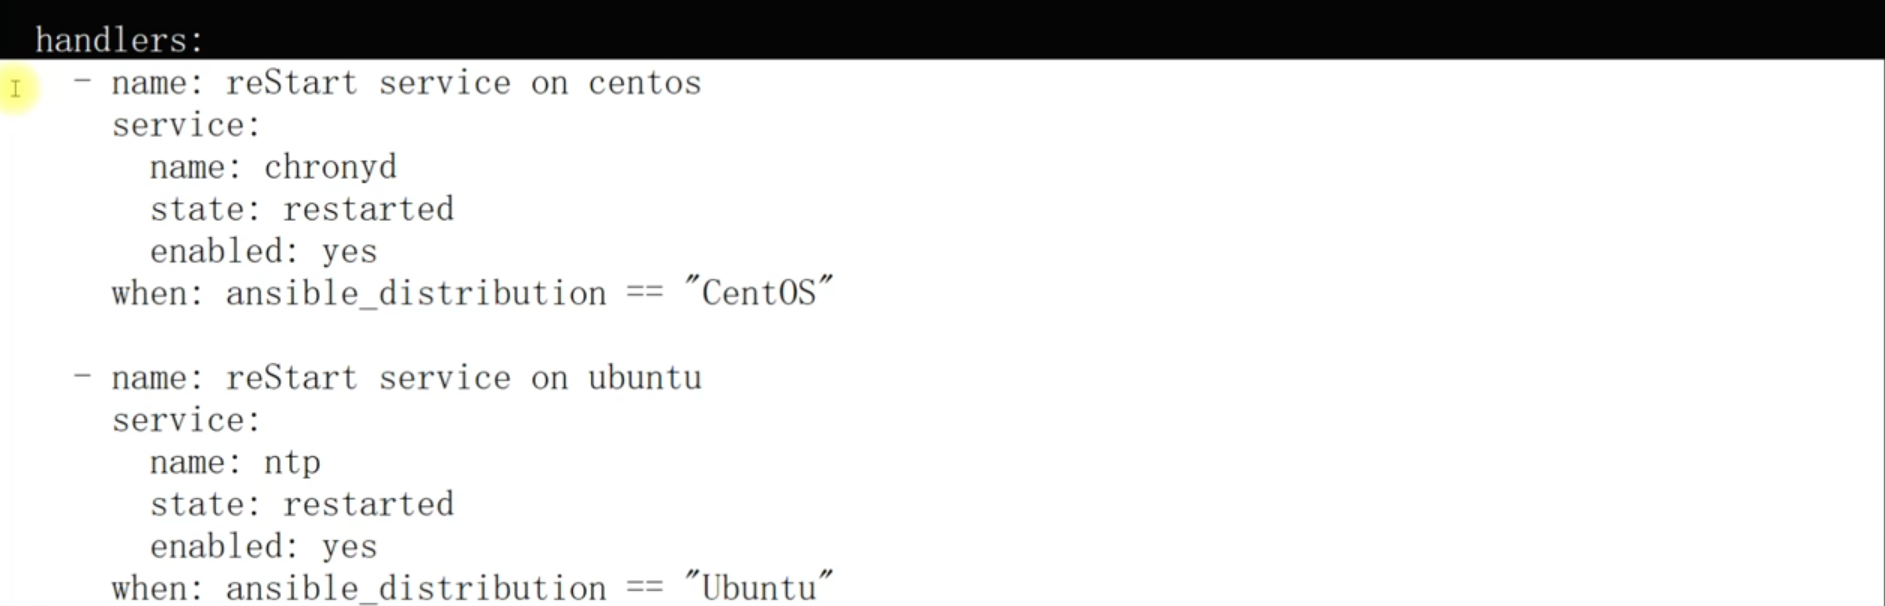 handlers:
- name: reStart service on centos
service:
name: chronyd
state: restarted
enabled: yes
when: ansible_distribution == "CentOS"
- name: reStart service on ubuntu
service:
name: ntp
state: restarted
enabled: yes
when: ansible_distribution == "Ubuntu"